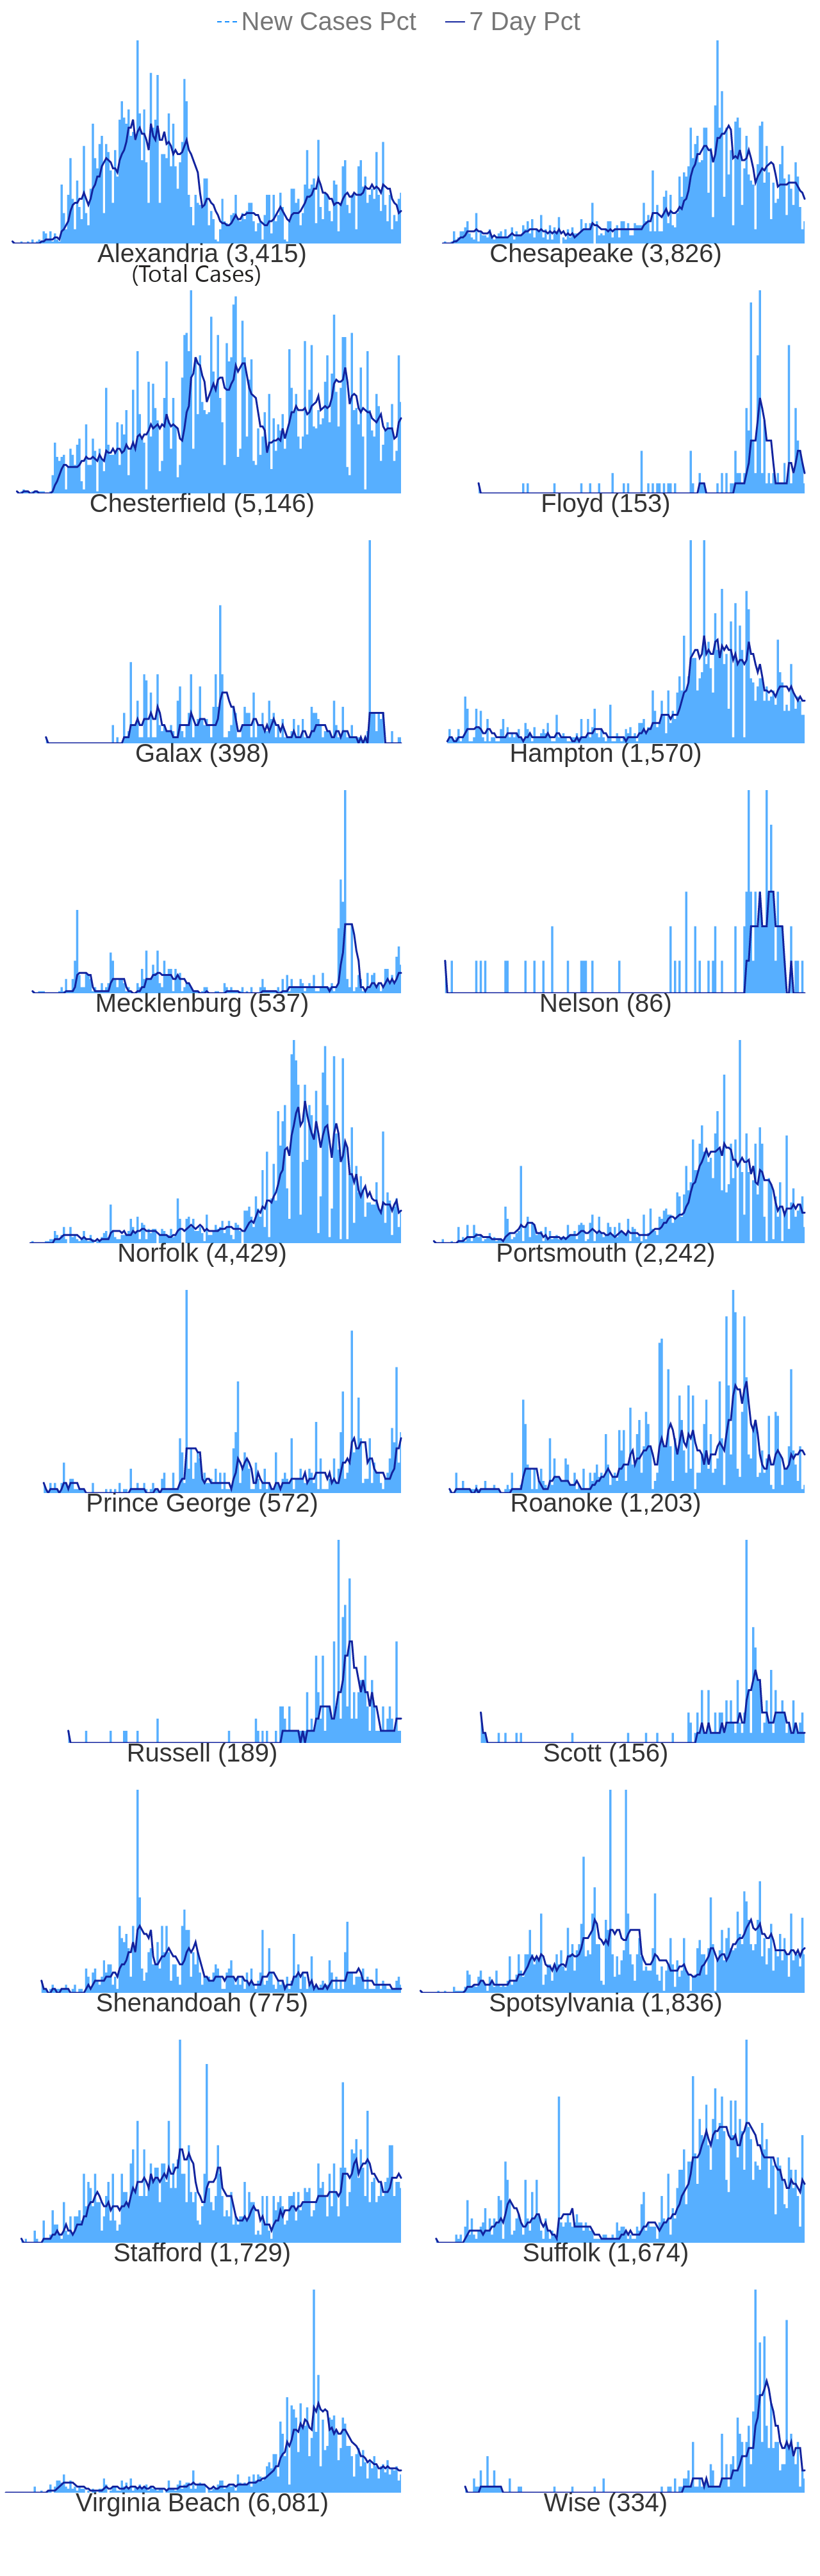 New Cases Pct 7 Day Pct
Alexandria (3,415) Chesapeake (3,826)
(Total Cases)
Chesterfield (5,146) Floyd (153)
Galax (398) Hampton (1,570)
Mecklenburg (537) Nelson (86)
Norfolk (4,429) Portsmouth (2,242)
Prince George (572) Roanoke (1,203)
Russell (189) Scott (156)
Shenandoah (775) Spotsylvania (1,836)
Stafford (1,729) Suffolk (1,674)
Virginia Beach (6,081) Wise (334)